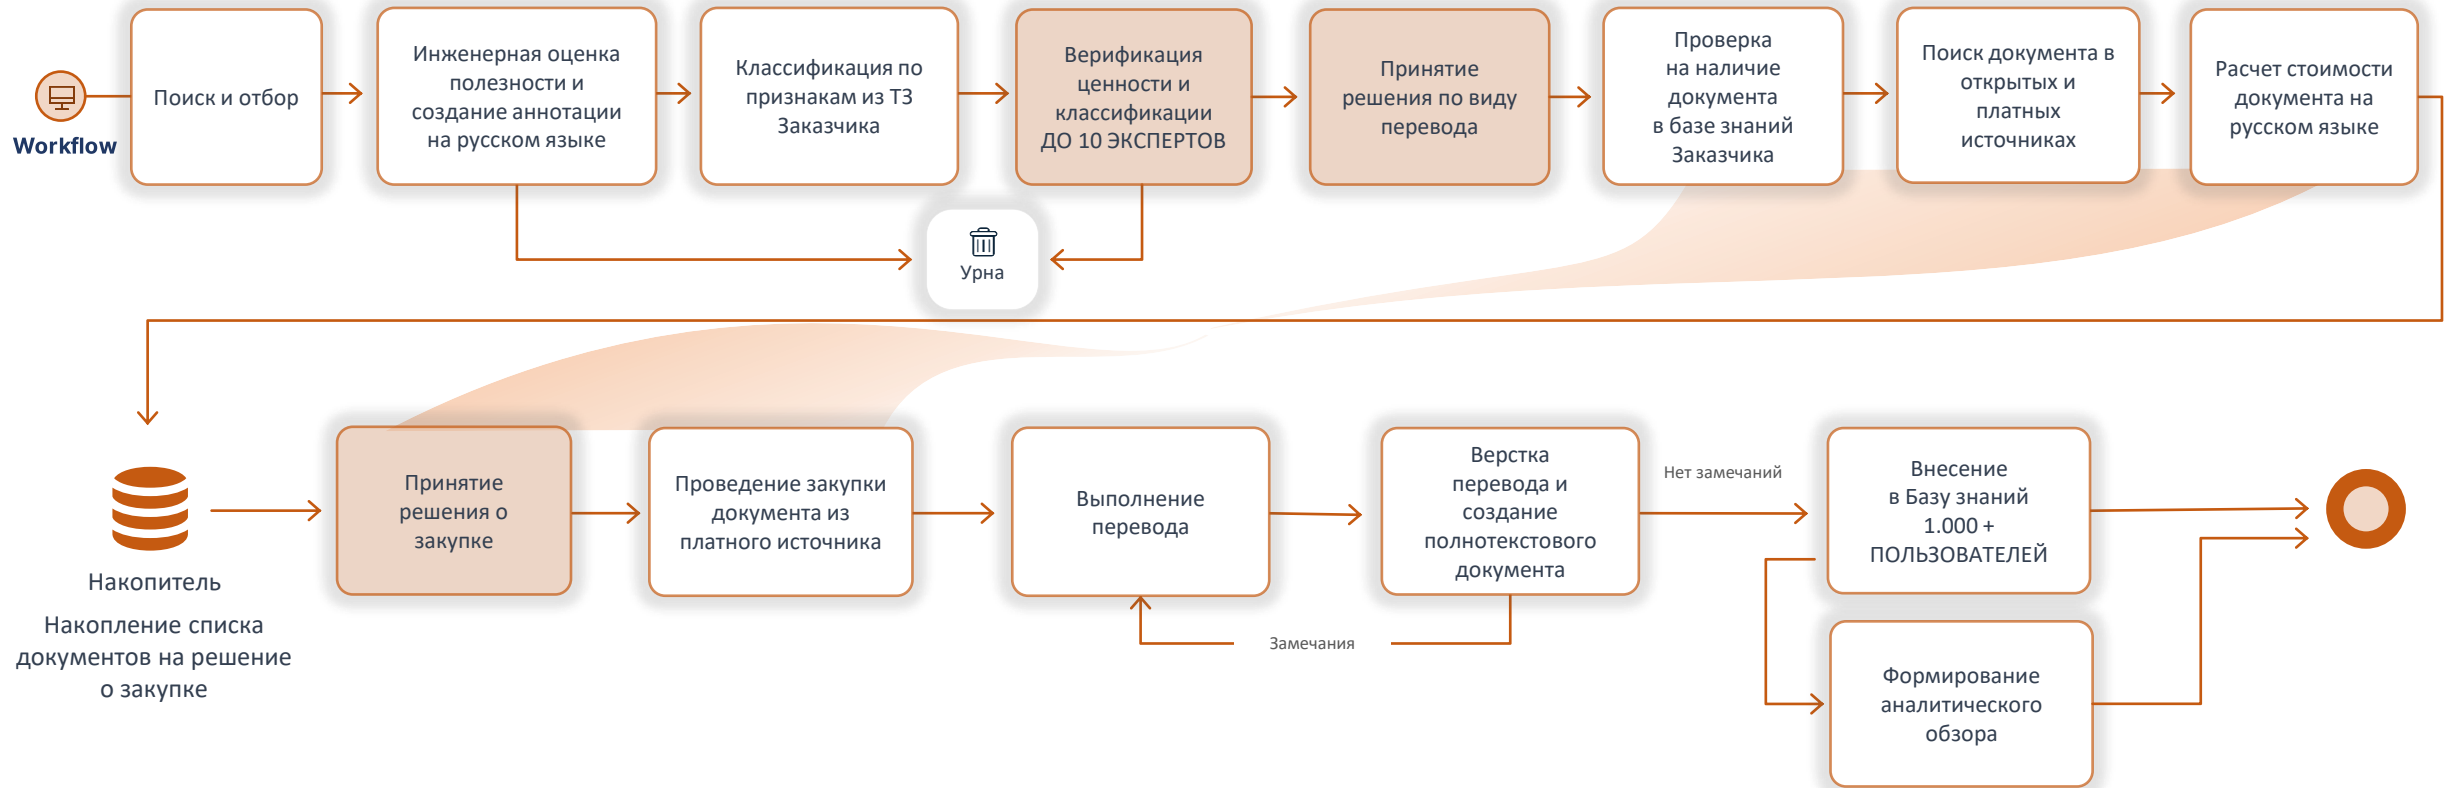 Workflow
Поиск и отбор
Инженерная оценка
полезности и
создание аннотации
на русском языке
Классификация по
признакам из ТЗ
Заказчика
Верификация
ценности и
классификации
ДО 10 ЭКСПЕРТОВ
Принятие
решения по виду
перевода
Проверка
на наличие
документа
в базе знаний
Заказчика
Поиск документа в
открытых и
платных
источниках
Расчет стоимости
документа на
русском языке
Урна
Накопитель
Накопление списка
документов на решение
о закупке
Принятие
решения о
закупке
Проведение закупки
документа из
платного источника
Выполнение
перевода
Верстка
перевода и
создание
полнотекстового
документа
Замечания
Нет замечаний
Внесение
в Базу знаний
1.000 +
ПОЛЬЗОВАТЕЛЕЙ
Формирование
аналитического
обзора